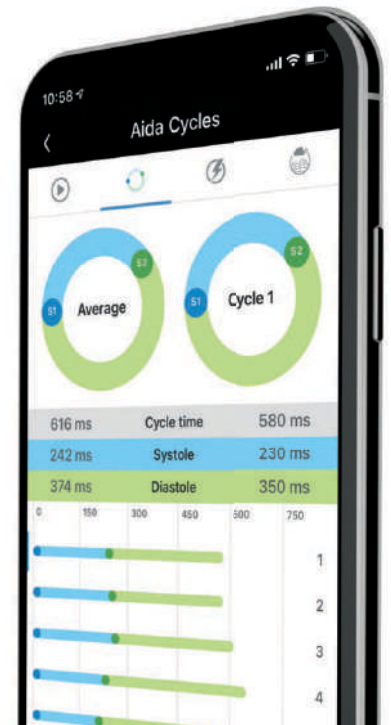 10:58
Aida Cycles
S1 Average S2
S1 Cycle 1 S2
616 ms Cycle time 580 ms
242 ms Systole 230 ms
374 ms Diastole 350 ms
0 150 300 450 600 750
1
2
3
4